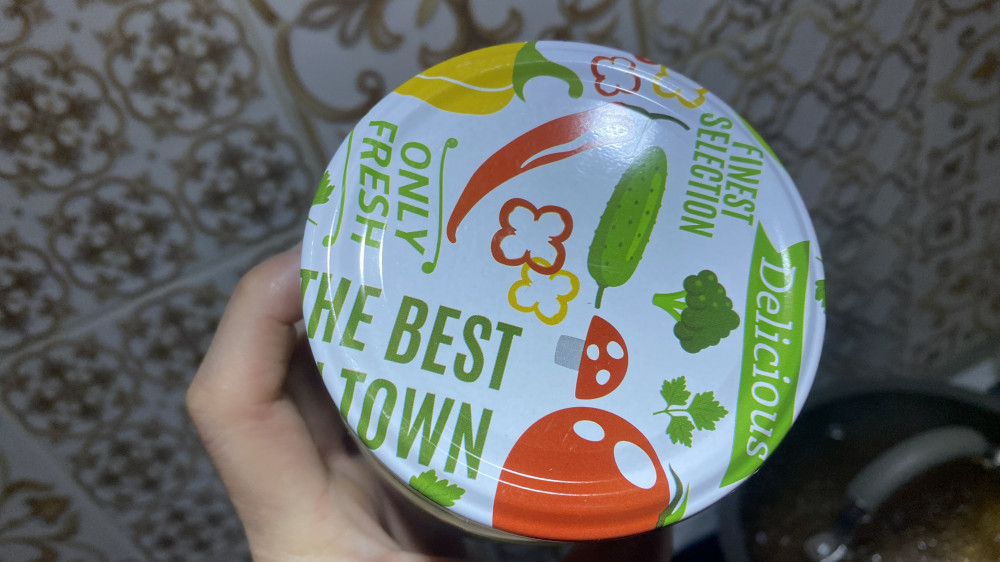 ONLY
FRESH
THE BEST
TOWN
FINEST
SELECTION
Delicious